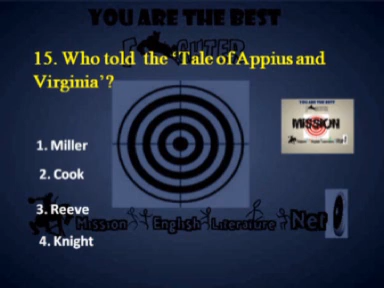 YOU ARE THE BEST
15. Who told the ‘Tale of Appius and
Virginia’?
YOU ARE THE BEST
MISSION
1. Miller
2. Cook
3. Reeve
Mission English Literature Net
4. Knight